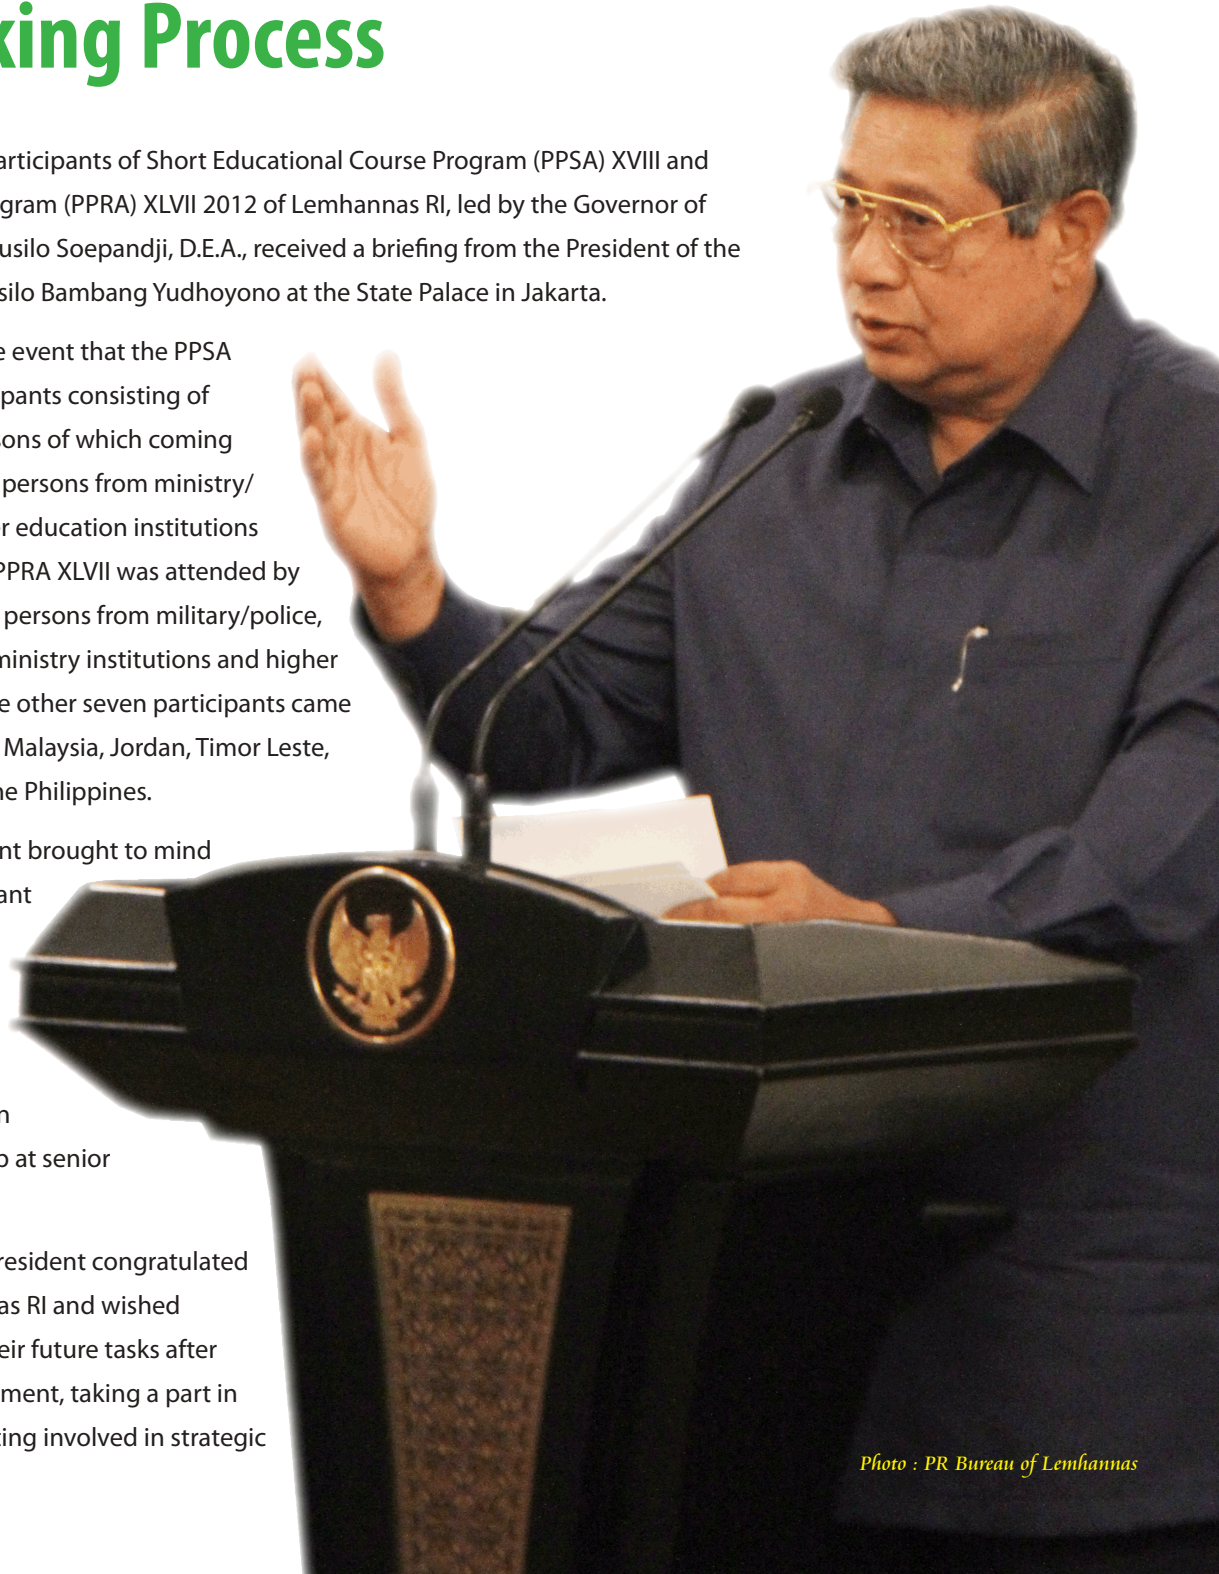 king Process
articipants of Short Educational Course Program (PPSA) XVIII and
gram (PPRA) XLVII 2012 of Lemhannas RI, led by the Governor of
usilo Soepandji, D.E.A., received a briefing from the President of the
silo Bambang Yudhoyono at the State Palace in Jakarta.
e event that the PPSA
pants consisting of
sons of which coming
persons from ministry/
r education institutions
PPRA XLVII was attended by
persons from military/police,
ministry institutions and higher
e other seven participants came
Malaysia, Jordan, Timor Leste,
he Philippines.
nt brought to mind
ant
n
p at senior
resident congratulated
as RI and wished
eir future tasks after
ment, taking a part in
ting involved in strategic
Photo : PR Bureau of Lemhannas